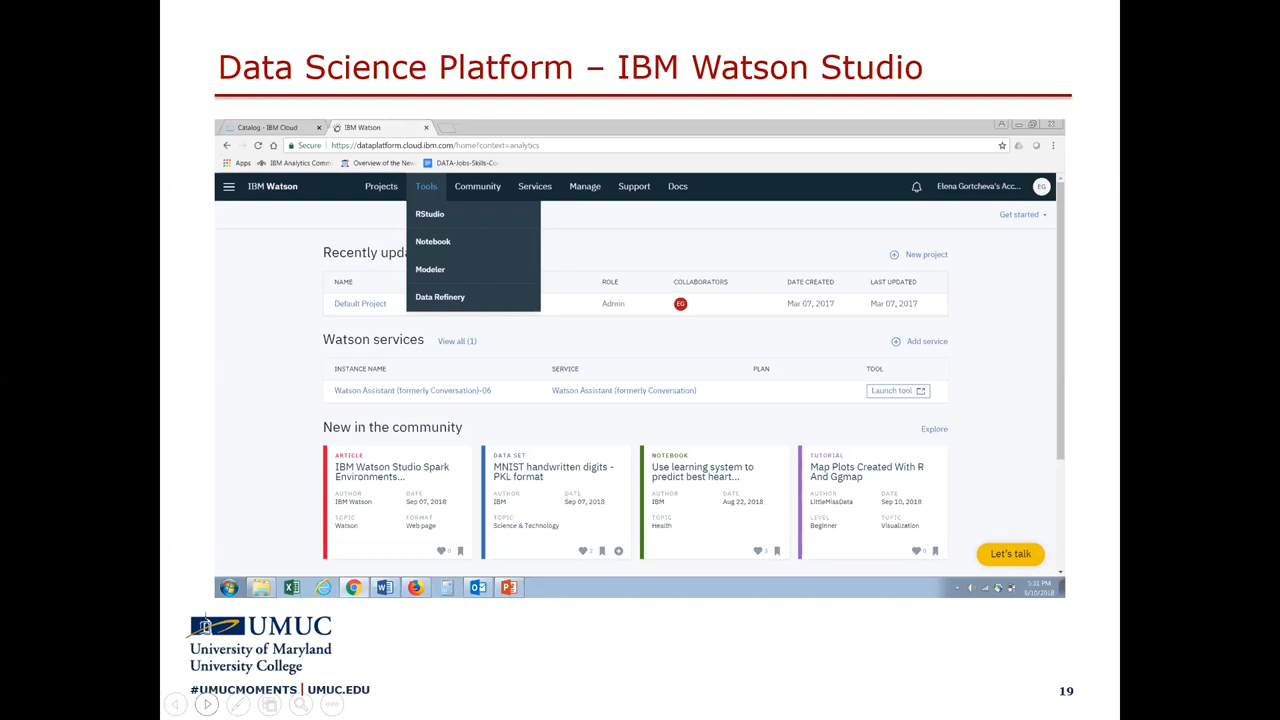 Data Science Platform – IBM Watson Studio
Catalog - IBM Cloud
IBM Watson
Secure
https://dataplatform.cloud.ibm.com/home?context=analytics
Apps
IBM Analytics Comm
Overview of the New
DATA-Jobs-Skills-Co
IBM Watson
Projects
Tools
Community
Services
Manage
Support
Docs
Elena Gortcheva's Acc...
EG
RStudio
Notebook
Modeler
Data Refinery
Get started
Recently upda
New project
NAME
ROLE
COLLABORATORS
DATE CREATED
LAST UPDATED
Default Project
Admin
EG
Mar 07, 2017
Mar 07, 2017
Watson services
View all (1)
Add service
INSTANCE NAME
SERVICE
PLAN
TOOL
Watson Assistant (formerly Conversation)-06
Watson Assistant (formerly Conversation)
Launch tool
New in the community
Explore
ARTICLE
IBM Watson Studio Spark
Environments...
AUTHOR
DATE
IBM Watson
Sep 07, 2018
TOPIC
FORMAT
Watson
Web page
0
DATA SET
MNIST handwritten digits -
PKL format
AUTHOR
DATE
IBM
Sep 07, 2018
TOPIC
Science & Technology
2
NOTEBOOK
Use learning system to
predict best heart...
AUTHOR
DATE
IBM
Aug 22, 2018
TOPIC
Health
3
TUTORIAL
Map Plots Created With R
And Ggmap
AUTHOR
DATE
LittleMissData
Sep 10, 2018
LEVEL
TOPIC
Beginner
Visualization
0
Let's talk
5:31 PM
UMUC
University of Maryland
University College
#UMUCMOMENTS | UMUC.EDU
19